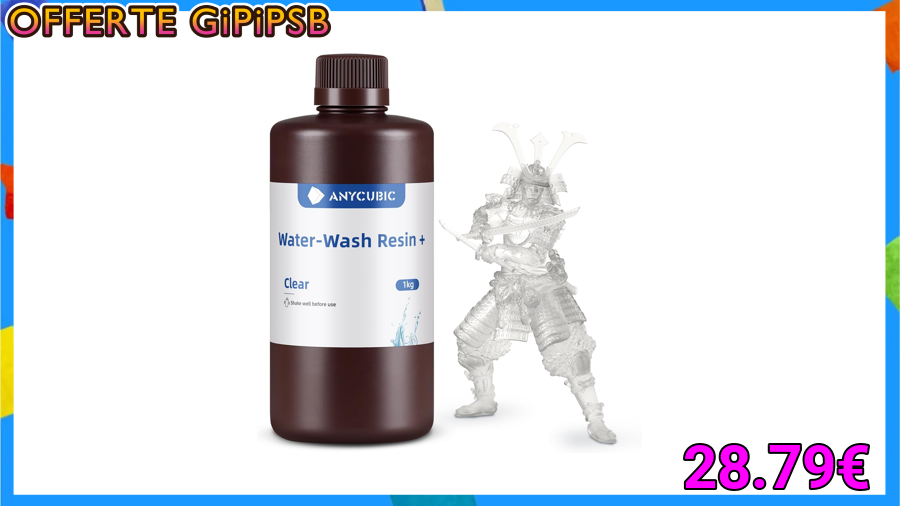 OFFERTE GiPiPSB
ANYCUBIC
Water-Wash Resin +
Clear
1kg
Shake well before use
28.79€